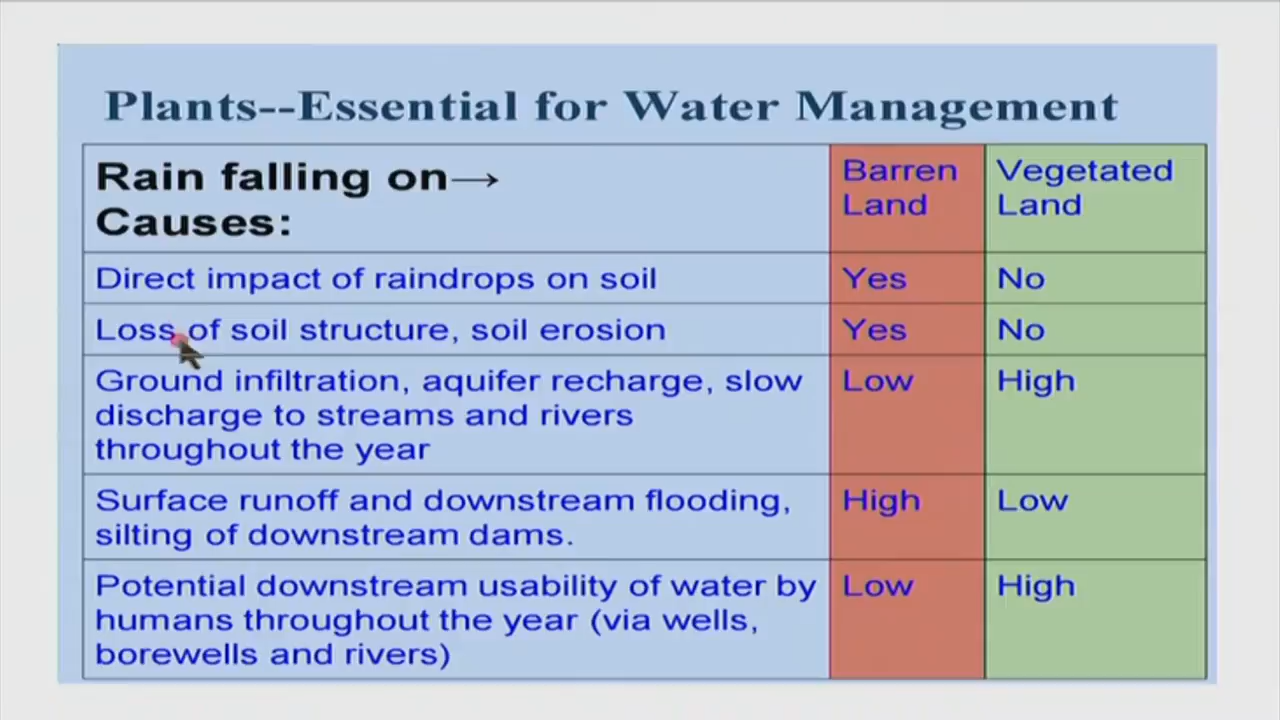 Plants--Essential for Water Management
Rain falling on→
Causes:
Barren
Land
Vegetated
Land
Direct impact of raindrops on soil
Yes
No
Loss of soil structure, soil erosion
Yes
No
Ground infiltration, aquifer recharge, slow
discharge to streams and rivers
throughout the year
Low
High
Surface runoff and downstream flooding,
silting of downstream dams.
High
Low
Potential downstream usability of water by
humans throughout the year (via wells,
borewells and rivers)
Low
High